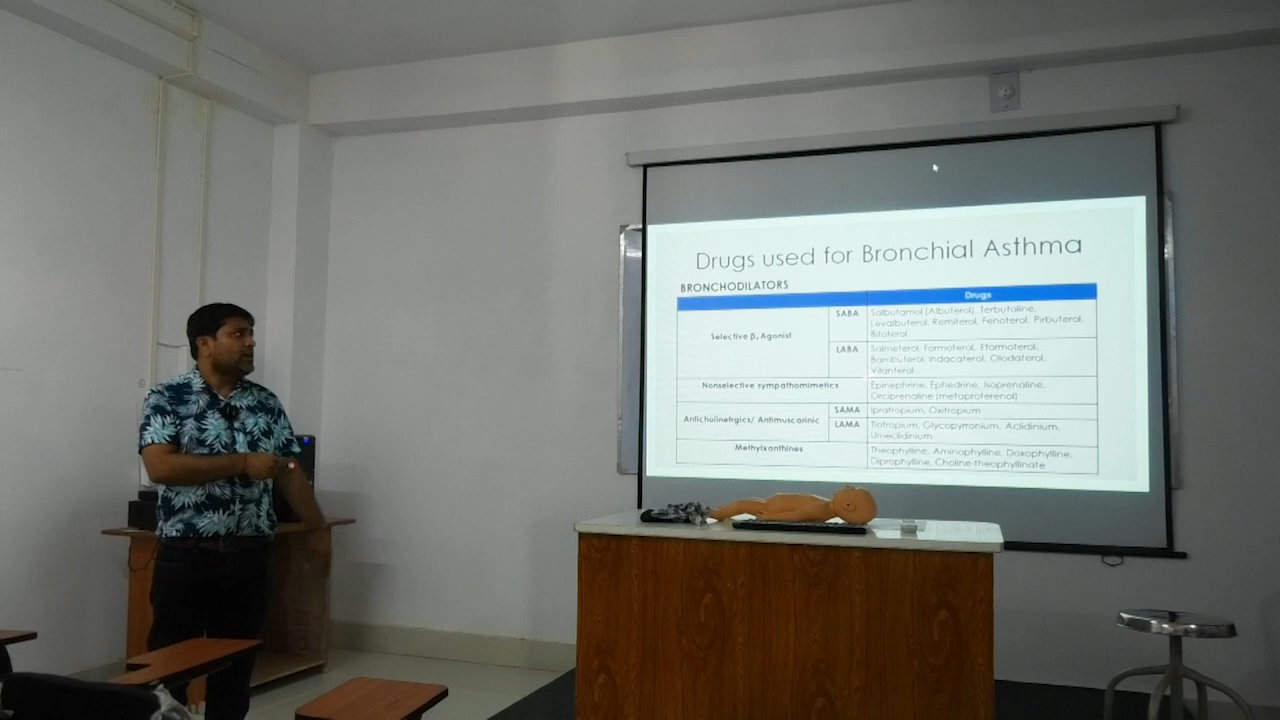 Drugs used for Bronchial Asthma
BRONCHODILATORS
Drugs
Selective β₂ Agonist
SABA
Salbutamol (Albuterol), Terbutaline,
Levalbuterol, Remiterol, Fenoterol, Pirbuterol,
Bitolterol
LABA
Salmeterol, Formoterol, Eformoterol,
Bambuterol, Indacaterol, Olodaterol,
Vilanterol
Nonselective sympathomimetics
Epinephrine, Ephedrine, Isoprenaline,
Orciprenaline (metaproterenol)
Anticholinergics/ Antimuscarinic
SAMA
Ipratropium, Oxitropium
LAMA
Tiotropium, Glycopyrronium, Aclidinium,
Umeclidinium
Methylxanthines
Theophylline, Aminophylline, Doxophylline,
Diprophylline, Choline theophyllinate